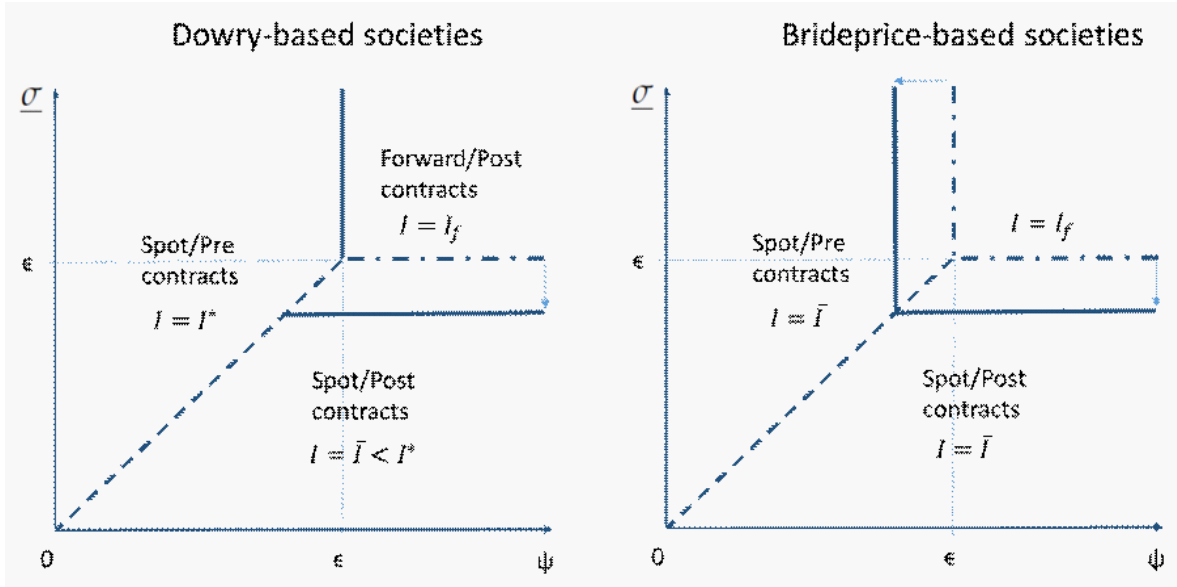 Dowry-based societies
σ
Forward/Post
contracts
I = I_f
Spot/Pre
contracts
I = I*
ϵ
Spot/Post
contracts
I = Ī < I*
0
ϵ
ψ
Brideprice-based societies
σ
I = I_f
Spot/Pre
contracts
I = Ī
ϵ
Spot/Post
contracts
I = Ī
0
ϵ
ψ